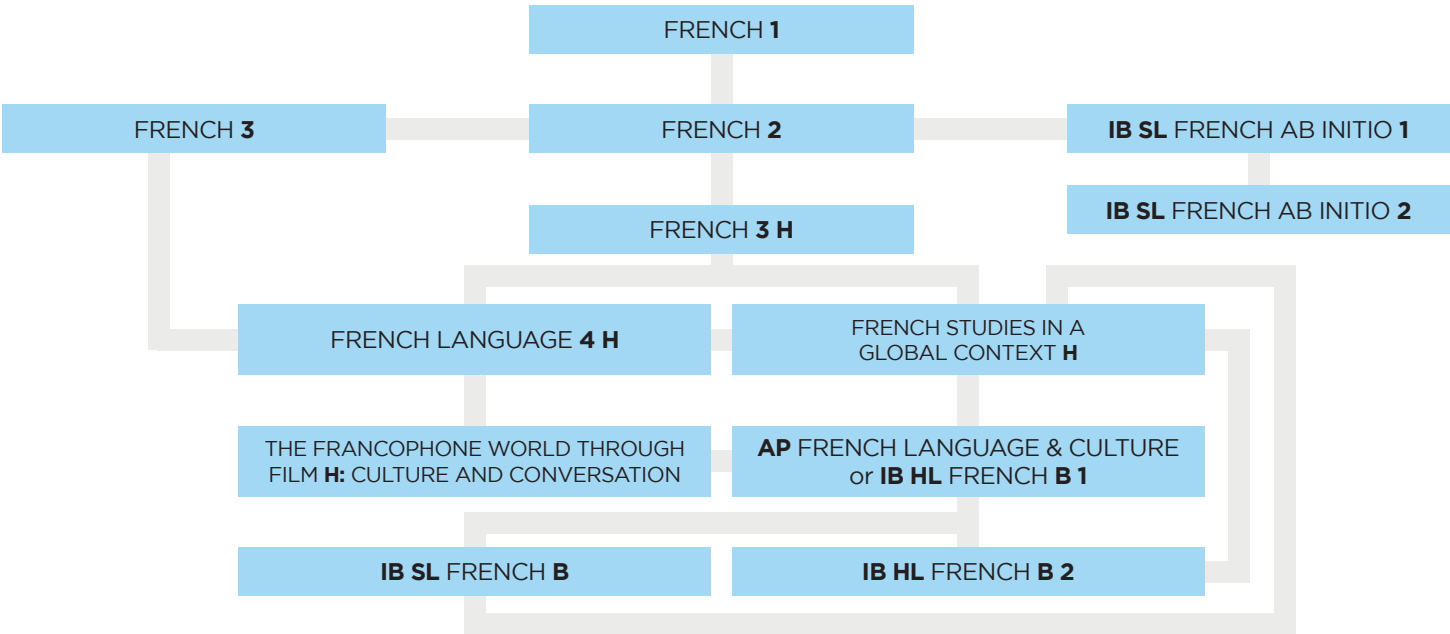 FRENCH 1
FRENCH 3
FRENCH 2
IB SL FRENCH AB INITIO 1
IB SL FRENCH AB INITIO 2
FRENCH 3 H
FRENCH LANGUAGE 4 H
FRENCH STUDIES IN A
GLOBAL CONTEXT H
THE FRANCOPHONE WORLD THROUGH
FILM H: CULTURE AND CONVERSATION
AP FRENCH LANGUAGE & CULTURE
or IB HL FRENCH B 1
IB SL FRENCH B
IB HL FRENCH B 2